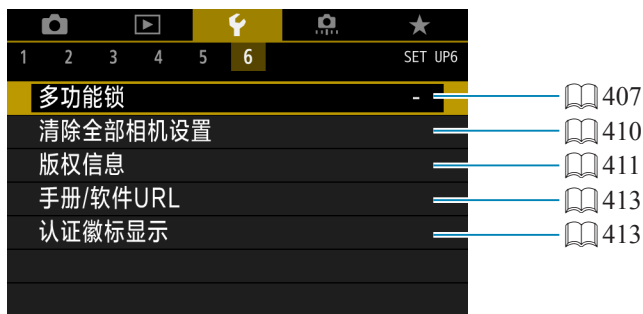 1 2 3 4 5 6 SET UP6
多功能锁 - 407
清除全部相机设置 410
版权信息 411
手册/软件URL 413
认证徽标显示 413